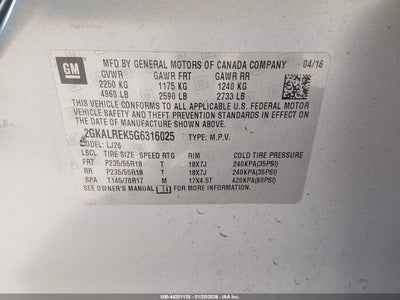 GM
MFD BY GENERAL MOTORS OF CANADA COMPANY 04/16
GVWR GAWR FRT GAWR RR
2250 KG 1175 KG 1240 KG
4960 LB 2590 LB 2733 LB
THIS VEHICLE CONFORMS TO ALL APPLICABLE U.S. FEDERAL MOTOR
VEHICLE SAFETY AND THEFT PREVENTION STANDARDS IN EFFECT
ON THE DATE OF MANUFACTURE SHOWN ABOVE.
2GKALREK5G6316025 TYPE: M.P.V.
MODEL: LJ26
LBCL TIRE SIZE SPEED RTG RIM COLD TIRE PRESSURE
FRT P235/55R18 T 18X7J 240KPA(35PSI)
RR P235/55R18 T 18X7J 240KPA(35PSI)
SPA T145/70R17 M 17X4.5T 420KPA(60PSI)
SEE OWNER'S MANUAL FOR MORE INFORMATION.
000-44201138 - 01/20/2026 - IAA Inc.